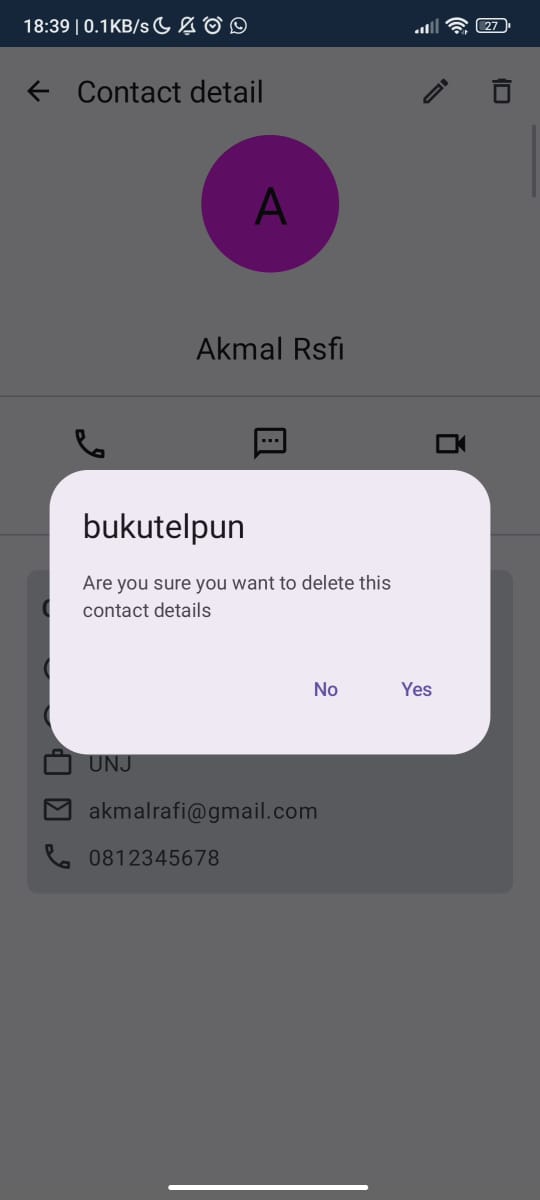 18:39 | 0.1KB/s
27
Contact detail
A
Akmal Rsfi
bukutelpun
Are you sure you want to delete this
contact details
No Yes
UNJ
akmalrafi@gmail.com
0812345678